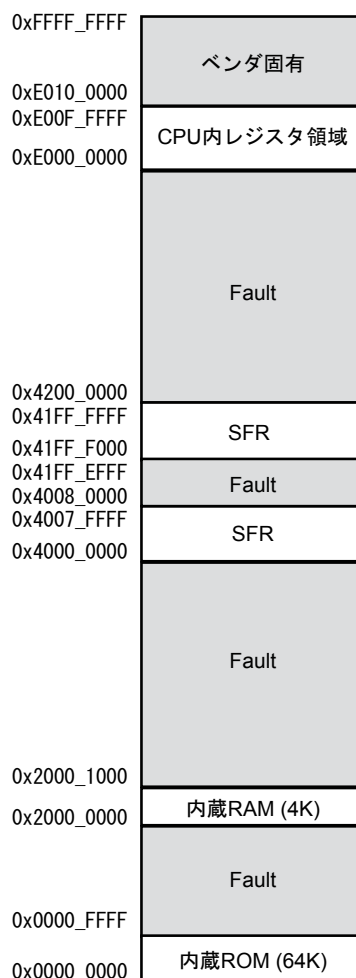 0xFFFF_FFFF
ベンダ固有
0xE010_0000
0xE00F_FFFF
CPU内レジスタ領域
0xE000_0000
Fault
0x4200_0000
0x41FF_FFFF
SFR
0x41FF_F000
0x41FF_EFFF
Fault
0x4008_0000
0x4007_FFFF
SFR
0x4000_0000
Fault
0x2000_1000
内蔵RAM (4K)
0x2000_0000
Fault
0x0000_FFFF
内蔵ROM (64K)
0x0000_0000